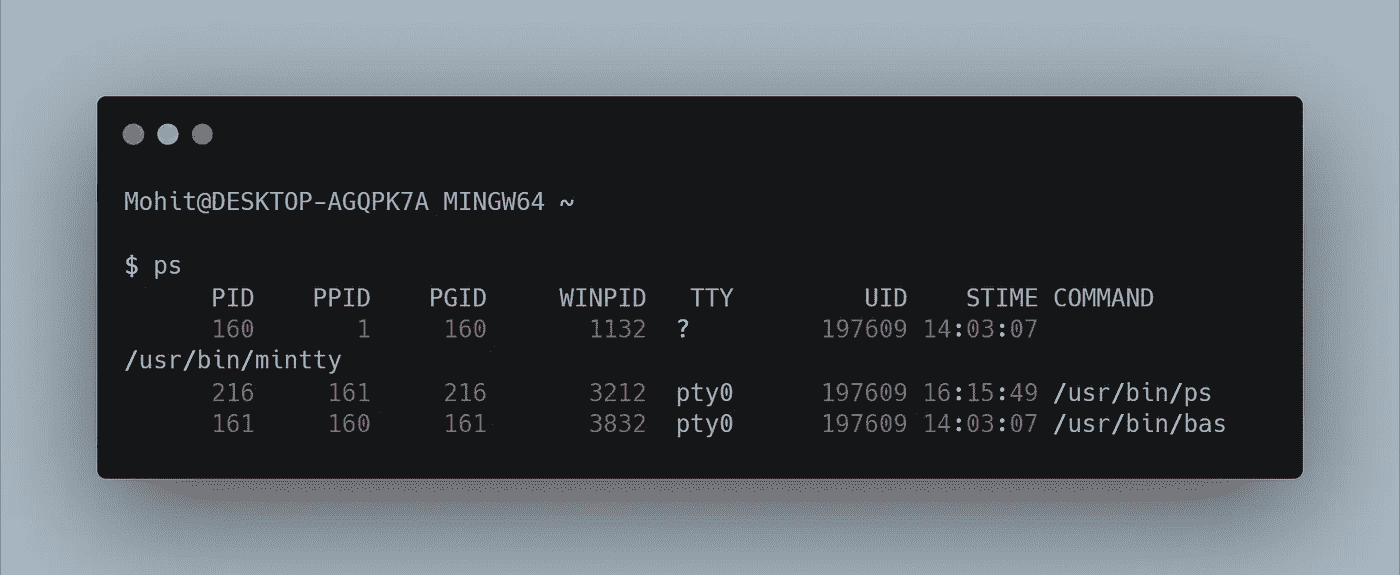 Mohit@DESKTOP-AGQPK7A MINGW64 ~
$ ps
      PID    PPID    PGID     WINPID   TTY         UID    STIME COMMAND
      160       1     160       1132  ?         197609 14:03:07
/usr/bin/mintty
      216     161     216       3212  pty0      197609 16:15:49 /usr/bin/ps
      161     160     161       3832  pty0      197609 14:03:07 /usr/bin/bas